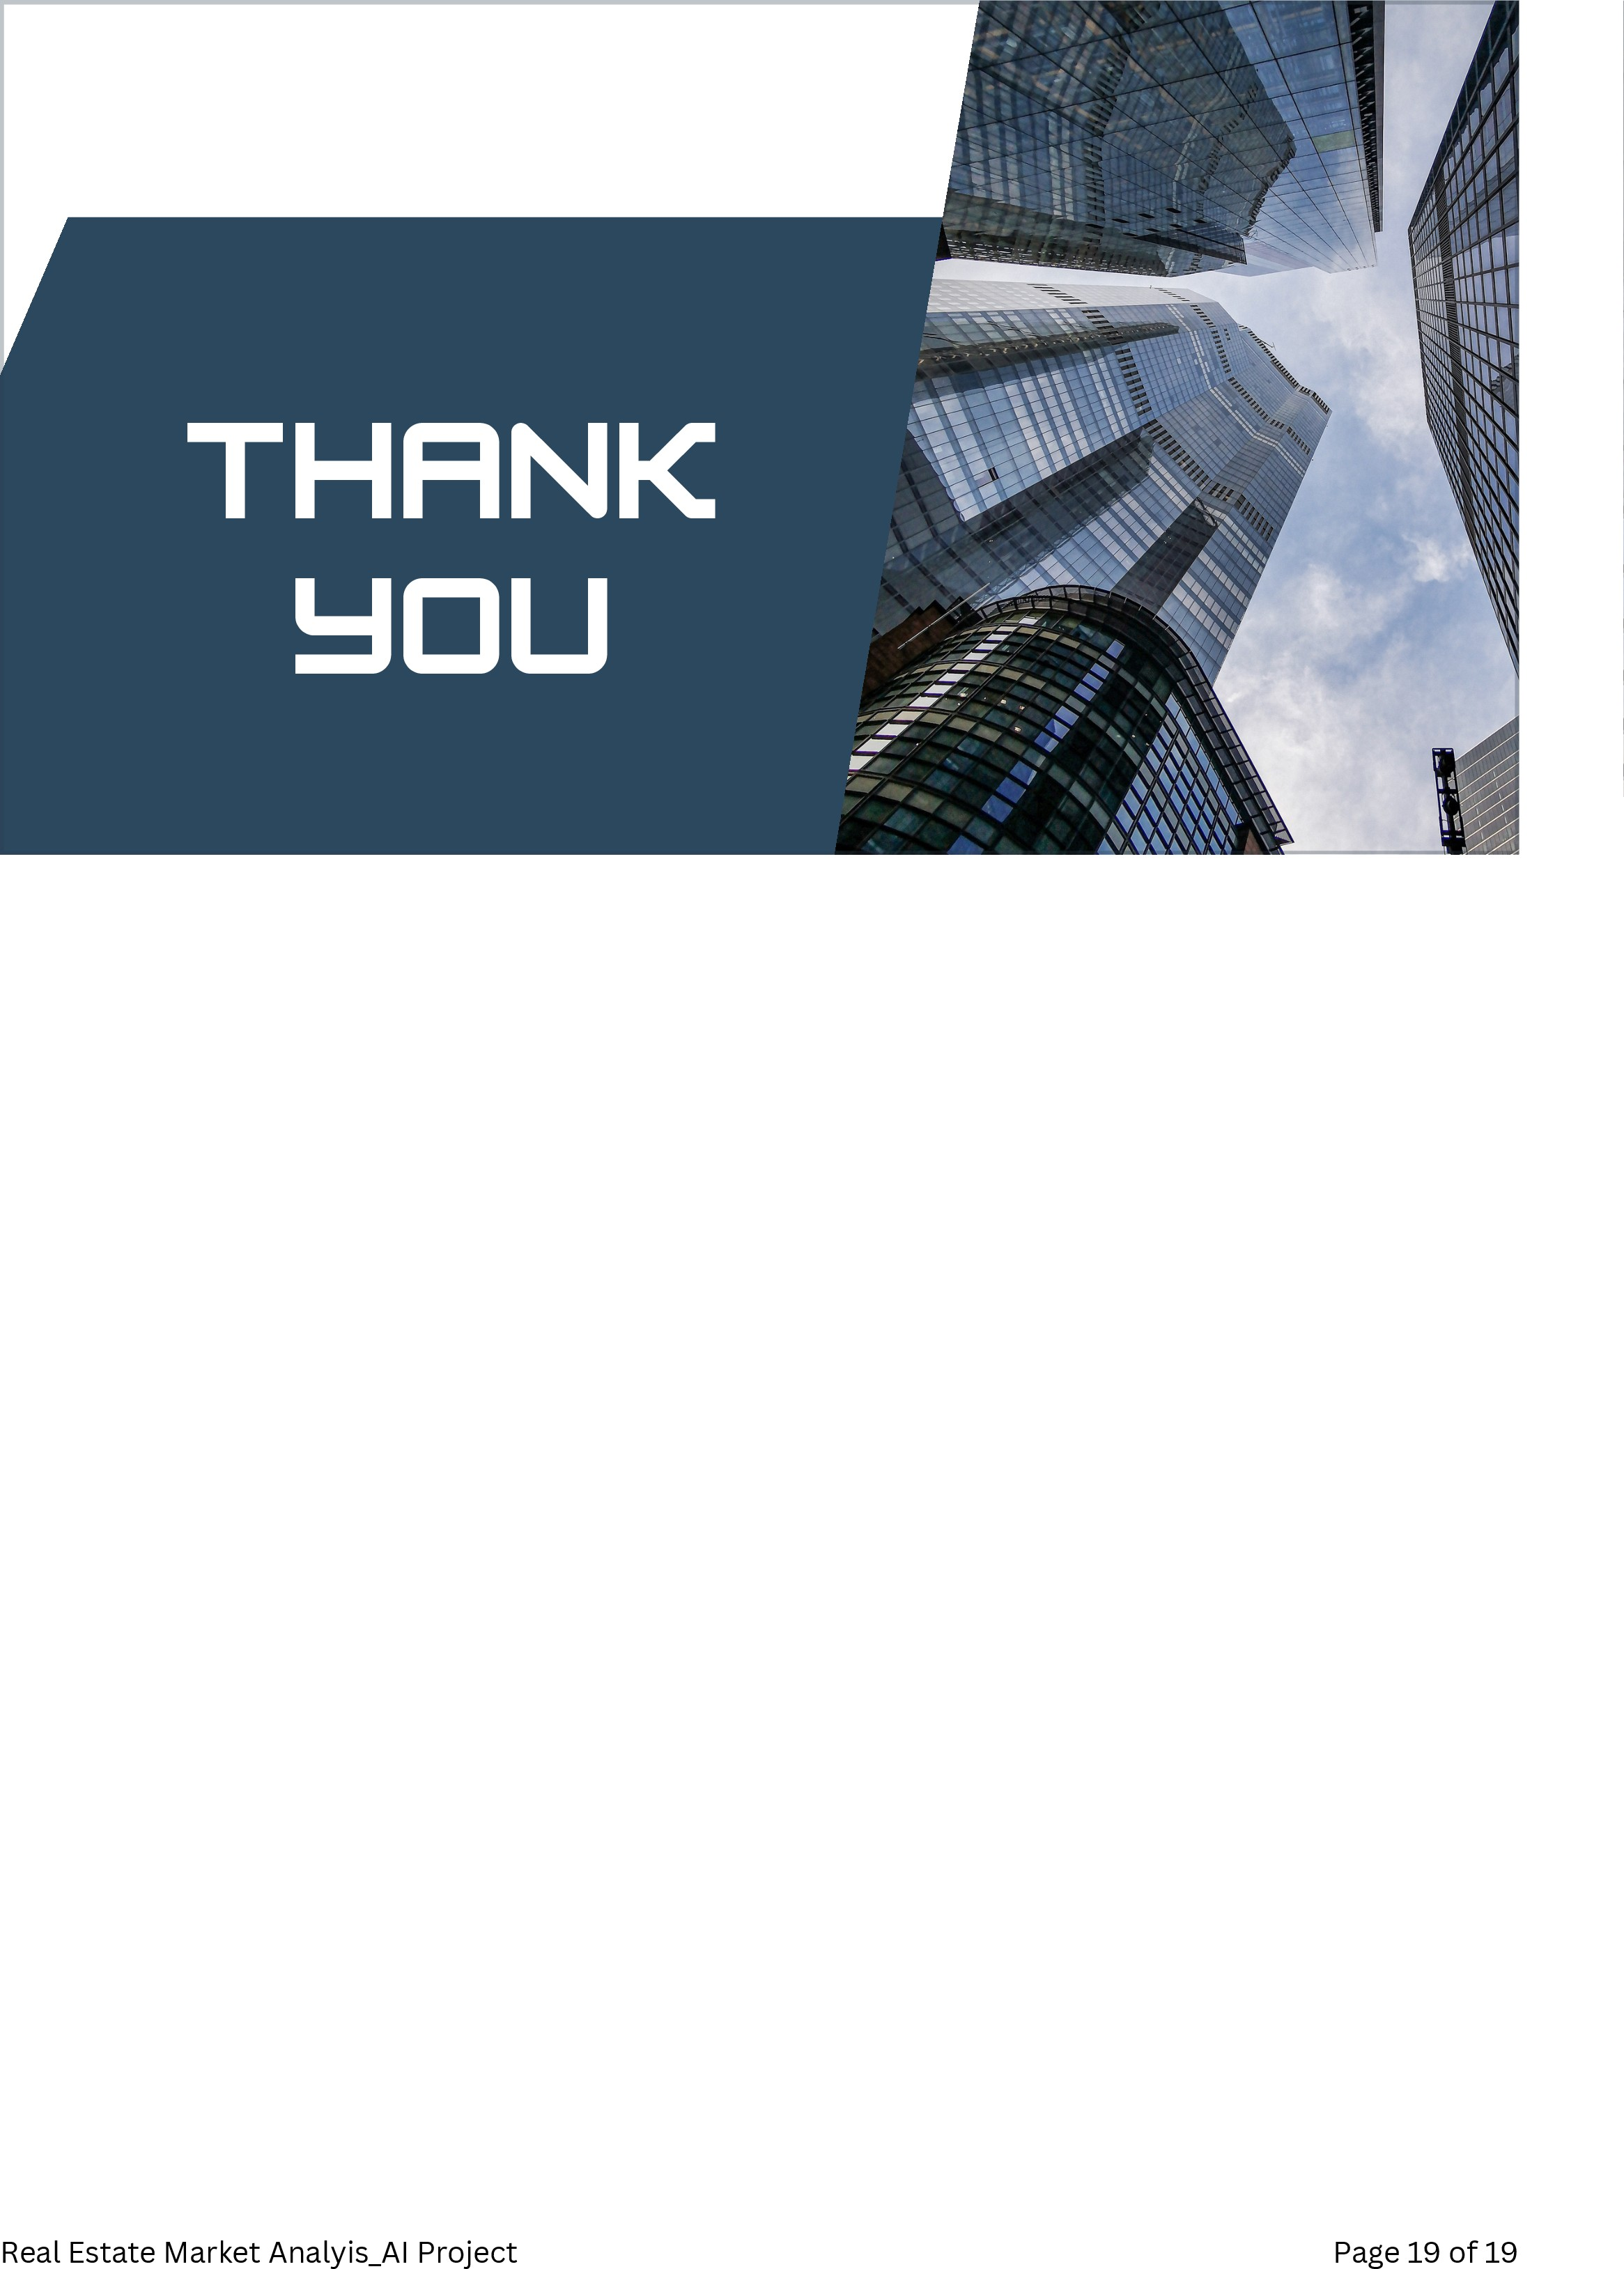 THANK
YOU
Real Estate Market Analyis_AI Project
Page 19 of 19